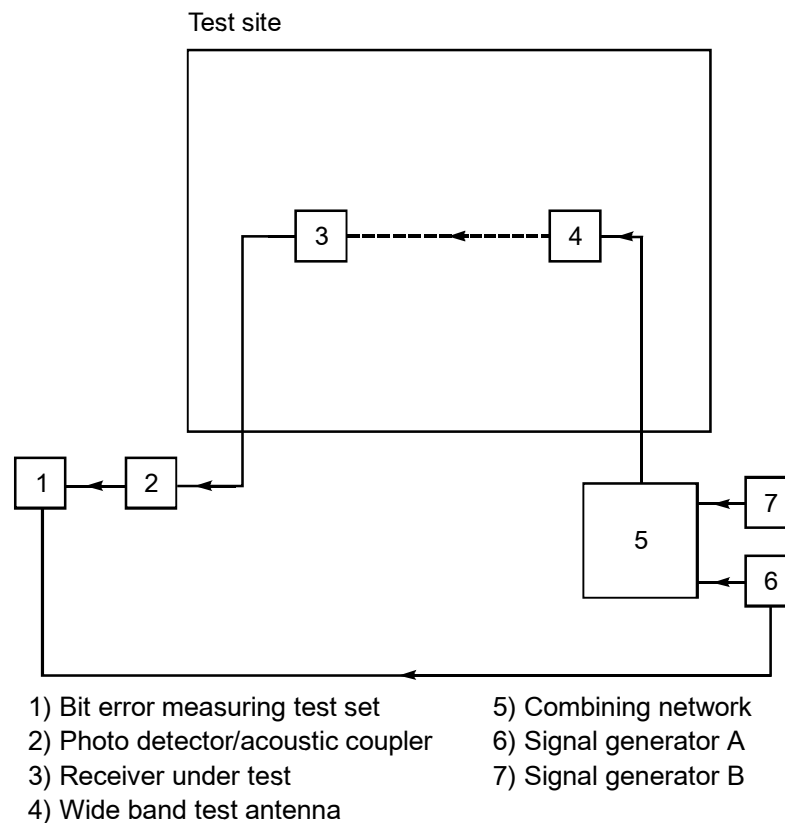 Test site
3
4
1
2
7
5
6
1) Bit error measuring test set
2) Photo detector/acoustic coupler
3) Receiver under test
4) Wide band test antenna
5) Combining network
6) Signal generator A
7) Signal generator B